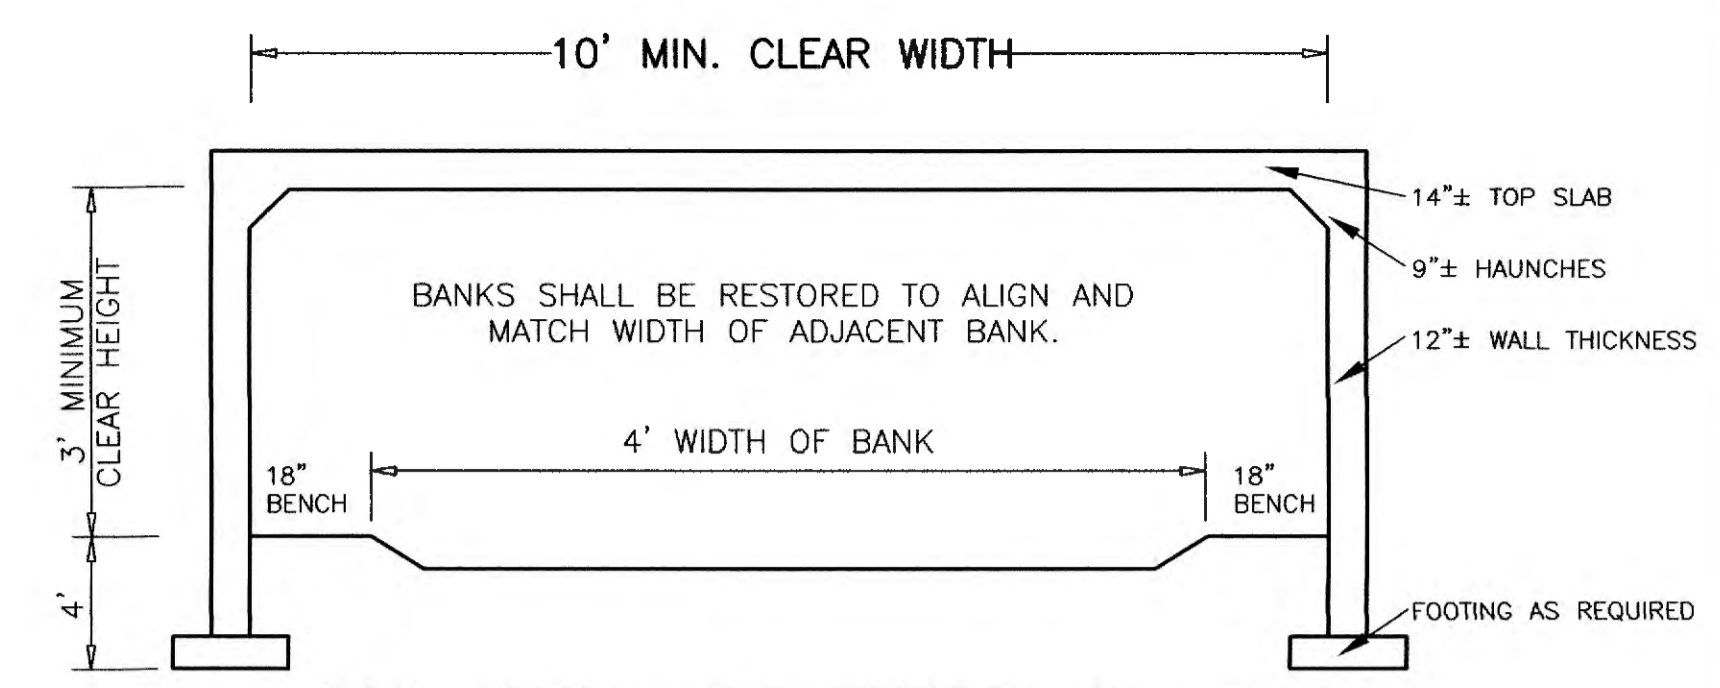 10' MIN. CLEAR WIDTH
14"± TOP SLAB
9"± HAUNCHES
12"± WALL THICKNESS
3' MINIMUM
CLEAR HEIGHT
BANKS SHALL BE RESTORED TO ALIGN AND
MATCH WIDTH OF ADJACENT BANK.
4' WIDTH OF BANK
18"
BENCH
18"
BENCH
4'
FOOTING AS REQUIRED